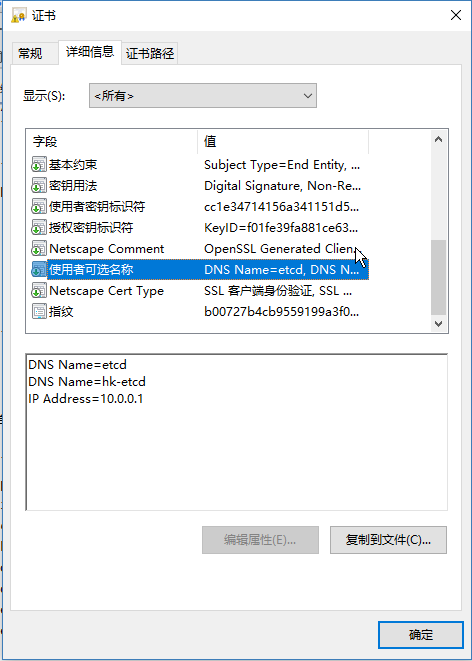 证书
常规 详细信息 证书路径
显示(S): <所有>
字段 值
基本约束 Subject Type=End Entity, ...
密钥用法 Digital Signature, Non-Re...
使用者密钥标识符 cc1e34714156a341151d5...
授权密钥标识符 KeyID=f01fe39fa881ce63...
Netscape Comment OpenSSL Generated Clien...
使用者可选名称 DNS Name=etcd, DNS N...
Netscape Cert Type SSL 客户端身份验证, SSL ...
指纹 b00727b4cb9559199a3f0...
DNS Name=etcd
DNS Name=hk-etcd
IP Address=10.0.0.1
编辑属性(E)... 复制到文件(C)...
确定